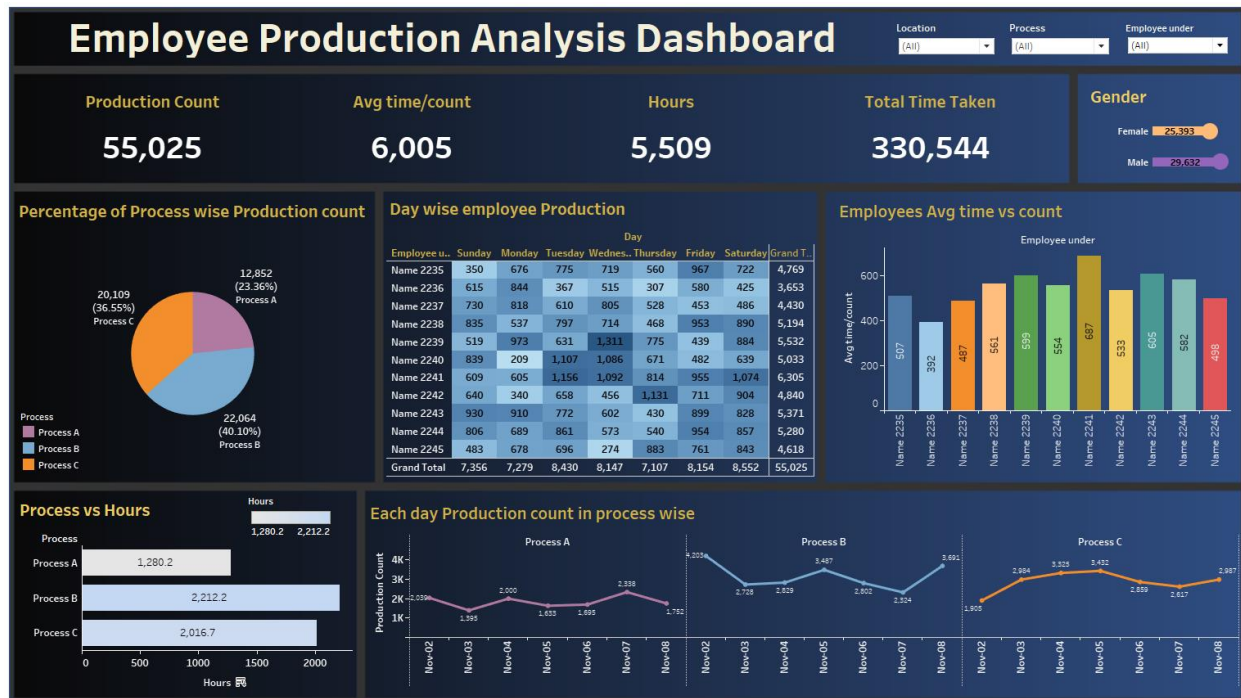 Employee Production Analysis Dashboard
Location Process Employee under
(All) (All) (All)
Production Count Avg time/count Hours Total Time Taken
55,025 6,005 5,509 330,544
Gender
Female 25,393
Male 29,632
Percentage of Process wise Production count
12,852
(23.36%)
Process A
20,109
(36.55%)
Process C
22,064
(40.10%)
Process B
Process
Process A
Process B
Process C
Day wise employee Production
Day
Employee u.. Sunday Monday Tuesday Wednes.. Thursday Friday Saturday Grand T..
Name 2235 350 676 775 719 560 967 722 4,769
Name 2236 615 844 367 515 307 580 425 3,653
Name 2237 730 818 610 805 528 453 486 4,430
Name 2238 835 537 797 714 468 953 890 5,194
Name 2239 519 973 631 1,311 775 439 884 5,532
Name 2240 839 209 1,107 1,086 671 482 639 5,033
Name 2241 609 605 1,156 1,092 814 955 1,074 6,305
Name 2242 640 340 658 456 1,131 711 904 4,840
Name 2243 930 910 772 602 430 899 828 5,371
Name 2244 806 689 861 573 540 954 857 5,280
Name 2245 483 678 696 274 883 761 843 4,618
Grand Total 7,356 7,279 8,430 8,147 7,107 8,154 8,552 55,025
Employees Avg time vs count
Employee under
Avg time/count
600
400
200
0
507 392 487 561 599 554 687 533 605 582 498
Name 2235 Name 2236 Name 2237 Name 2238 Name 2239 Name 2240 Name 2241 Name 2242 Name 2243 Name 2244 Name 2245
Process vs Hours
Hours
1,280.2 2,212.2
Process
Process A 1,280.2
Process B 2,212.2
Process C 2,016.7
0 500 1000 1500 2000
Hours
Each day Production count in process wise
Process A Process B Process C
Production Count
4K
3K
2K
1K
2,039 1,395 2,000 1,633 1,695 2,338 1,752
4,203 2,728 2,829 3,487 2,802 2,324 3,691
1,905 2,984 3,325 3,432 2,859 2,617 2,987
Nov-02 Nov-03 Nov-04 Nov-05 Nov-06 Nov-07 Nov-08 Nov-02 Nov-03 Nov-04 Nov-05 Nov-06 Nov-07 Nov-08 Nov-02 Nov-03 Nov-04 Nov-05 Nov-06 Nov-07 Nov-08